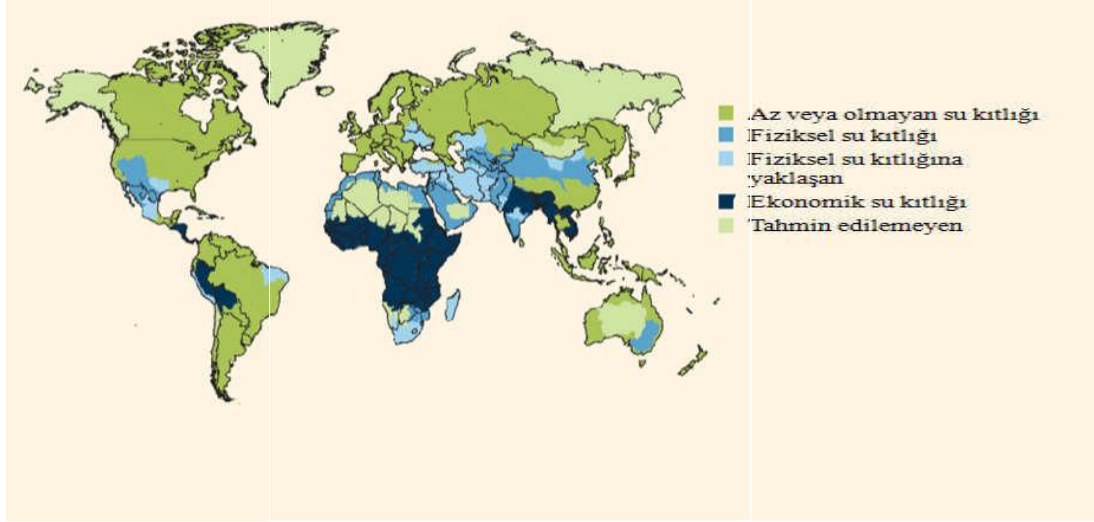 Az veya olmayan su kıtlığı
Fiziksel su kıtlığı
Fiziksel su kıtlığına
yaklaşan
Ekonomik su kıtlığı
Tahmin edilemeyen